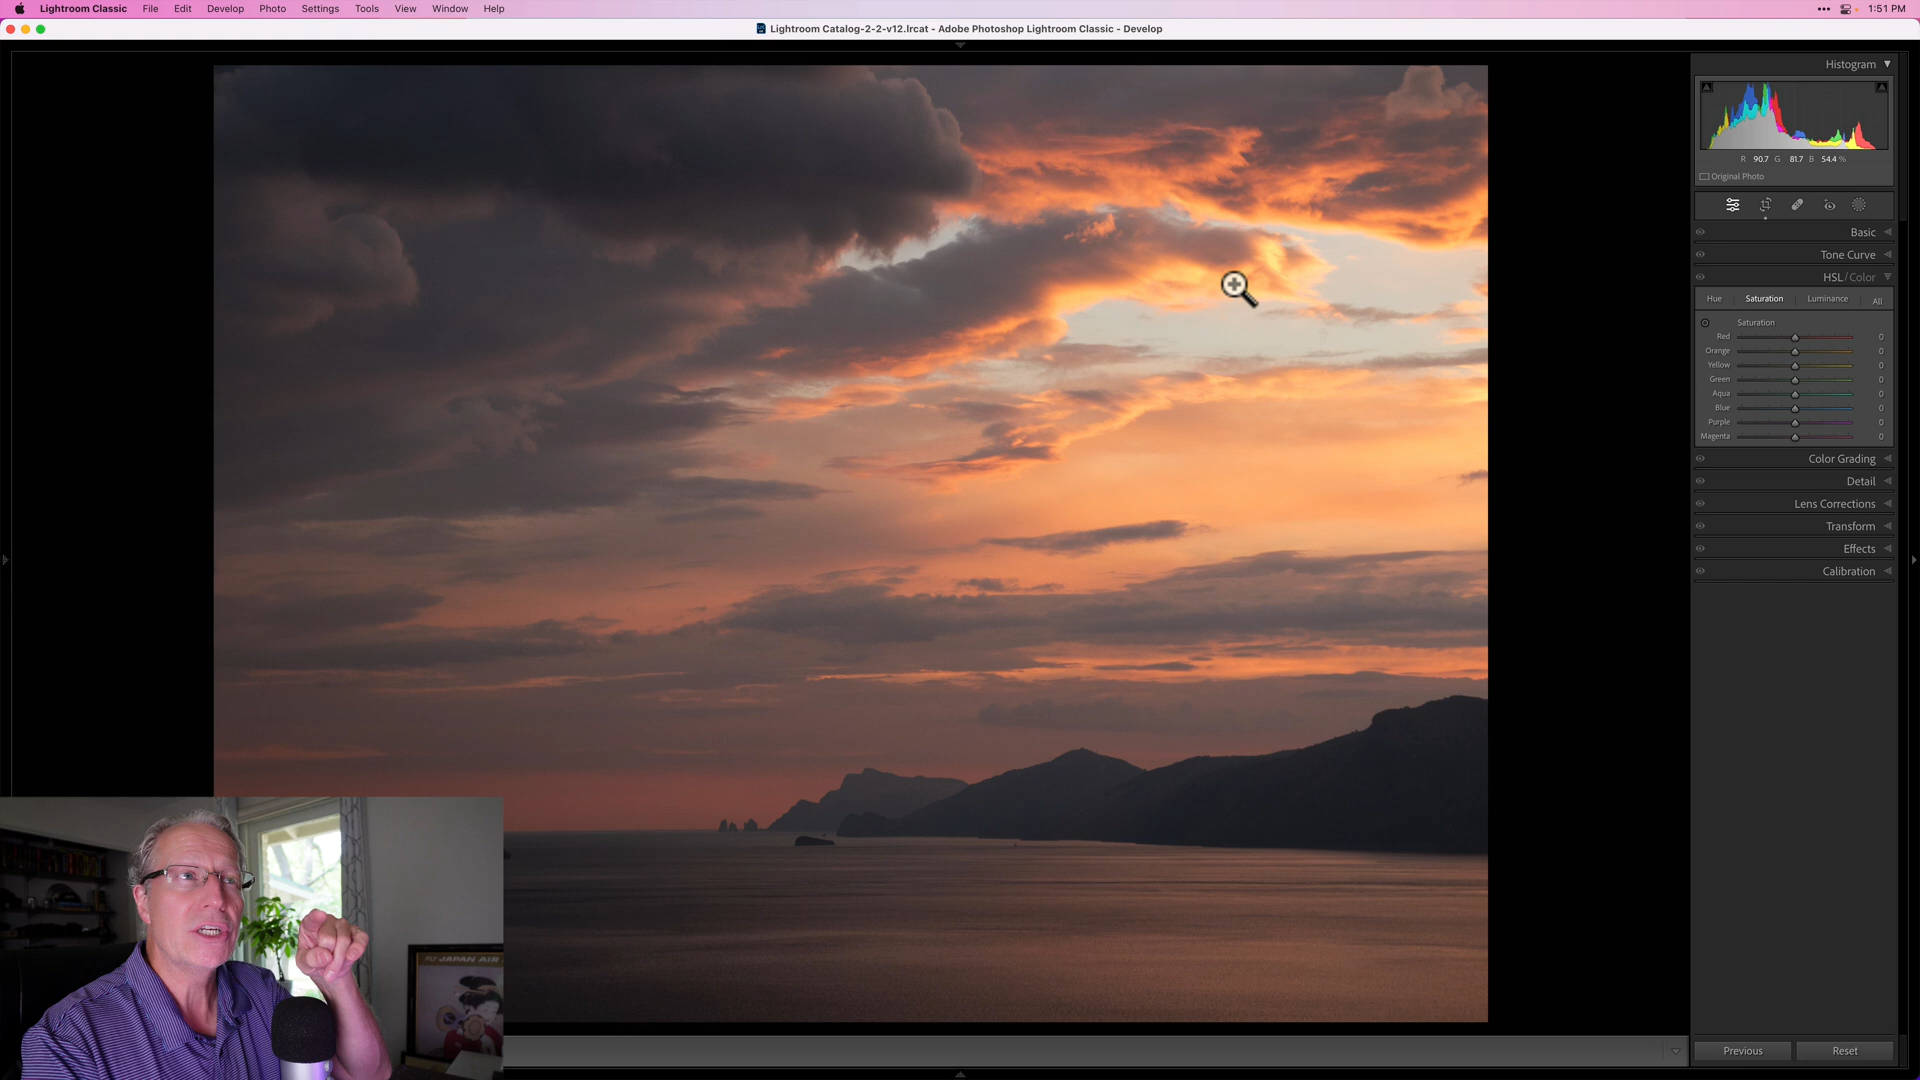 Lightroom Classic File Edit Develop Photo Settings Tools View Window Help 1:51 PM
Lightroom Catalog-2-2-v12.lrcat - Adobe Photoshop Lightroom Classic - Develop
Histogram
R 90.7 G 81.7 B 54.4 %
Original Photo
Basic
Tone Curve
HSL / Color
Hue Saturation Luminance All
Saturation
Red 0
Orange 0
Yellow 0
Green 0
Aqua 0
Blue 0
Purple 0
Magenta 0
Color Grading
Detail
Lens Corrections
Transform
Effects
Calibration
FLY JAPAN AIR
Previous Reset